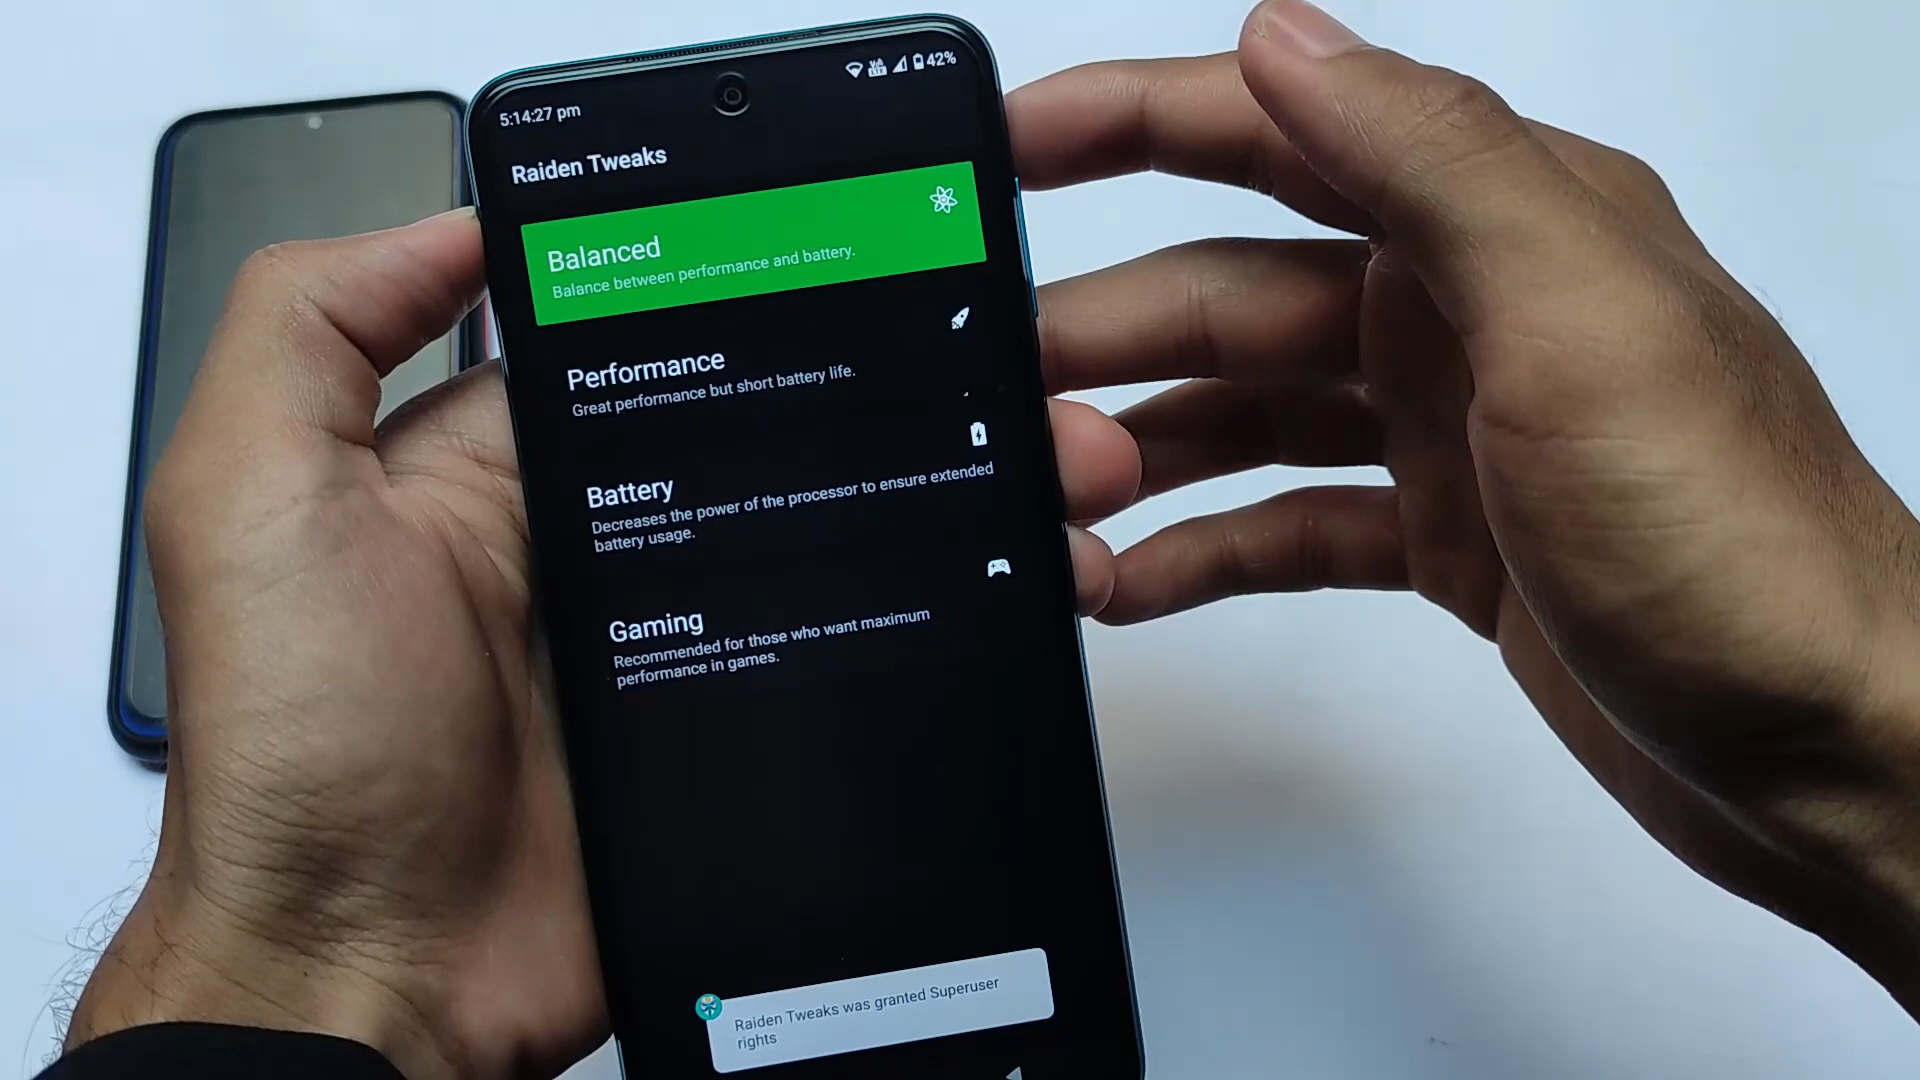 5:14:27 pm
Vo LTE
42%
Raiden Tweaks
Balanced
Balance between performance and battery.
Performance
Great performance but short battery life.
Battery
Decreases the power of the processor to ensure extended
battery usage.
Gaming
Recommended for those who want maximum
performance in games.
Raiden Tweaks was granted Superuser
rights